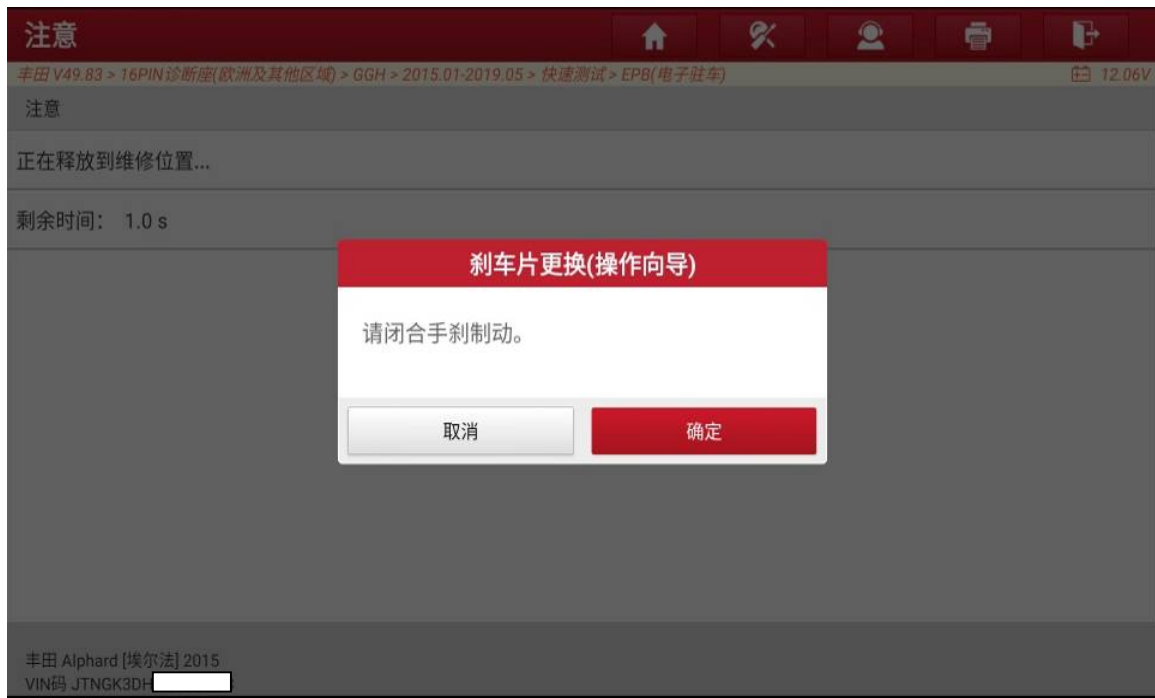 注意
丰田 V49.83 > 16PIN诊断座(欧洲及其他区域) > GGH > 2015.01-2019.05 > 快速测试 > EPB(电子驻车) 12.06V
注意
正在释放到维修位置...
剩余时间： 1.0 s
刹车片更换(操作向导)
请闭合手刹制动。
取消 确定
丰田 Alphard [埃尔法] 2015
VIN码 JTNGK3DH